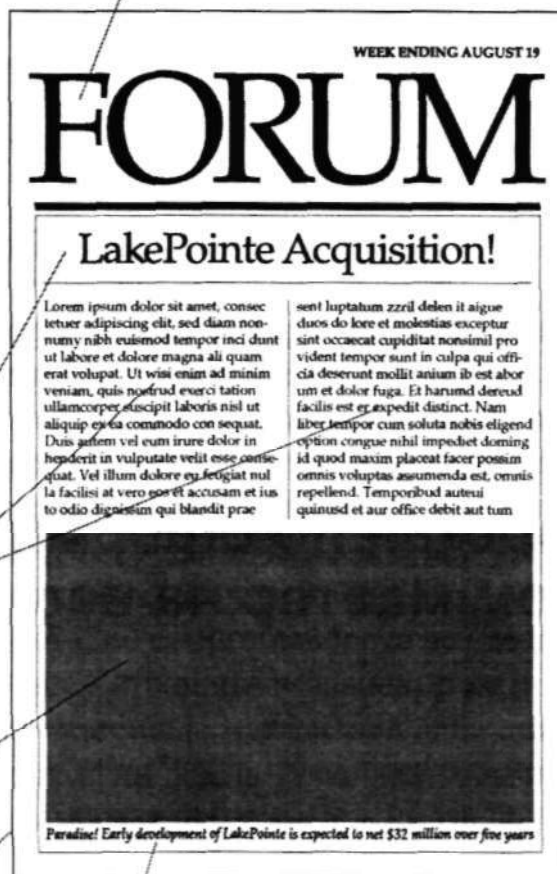 WEEK ENDING AUGUST 19
FORUM
LakePointe Acquisition!
Lorem ipsum dolor sit amet, consec
tetuer adipiscing elit, sed diam non-
numy nibh euismod tempor inci dunt
ut labore et dolore magna ali quam
erat volupat. Ut wisi enim ad minim
veniam, quis nostrud exerci tation
ullamcorper suscipit laboris nisl ut
aliquip ex ea commodo con sequat.
Duis autem vel eum irure dolor in
henderit in vulputate velit esse conse-
quat. Vel illum dolore eu feugiat nul
la facilisi at vero eos et accusam et ius
to odio dignissim qui blandit prae
sent luptatum zzril delen it aigue
duos do lore et molestias exceptur
sint occaecat cupiditat nonsimil pro
vident tempor sunt in culpa qui offi-
cia deserunt mollit anium ib est abor
um et dolor fuga. Et harumd dereud
facilis est er expedit distinct. Nam
liber tempor cum soluta nobis eligend
option congue nihil impediet doming
id quod maxim placeat facer possim
omnis voluptas assumenda est, omnis
repellend. Temporibud auteui
quinusd et aur office debit aut tum
Paradise! Early development of LakePointe is expected to net $32 million over five years